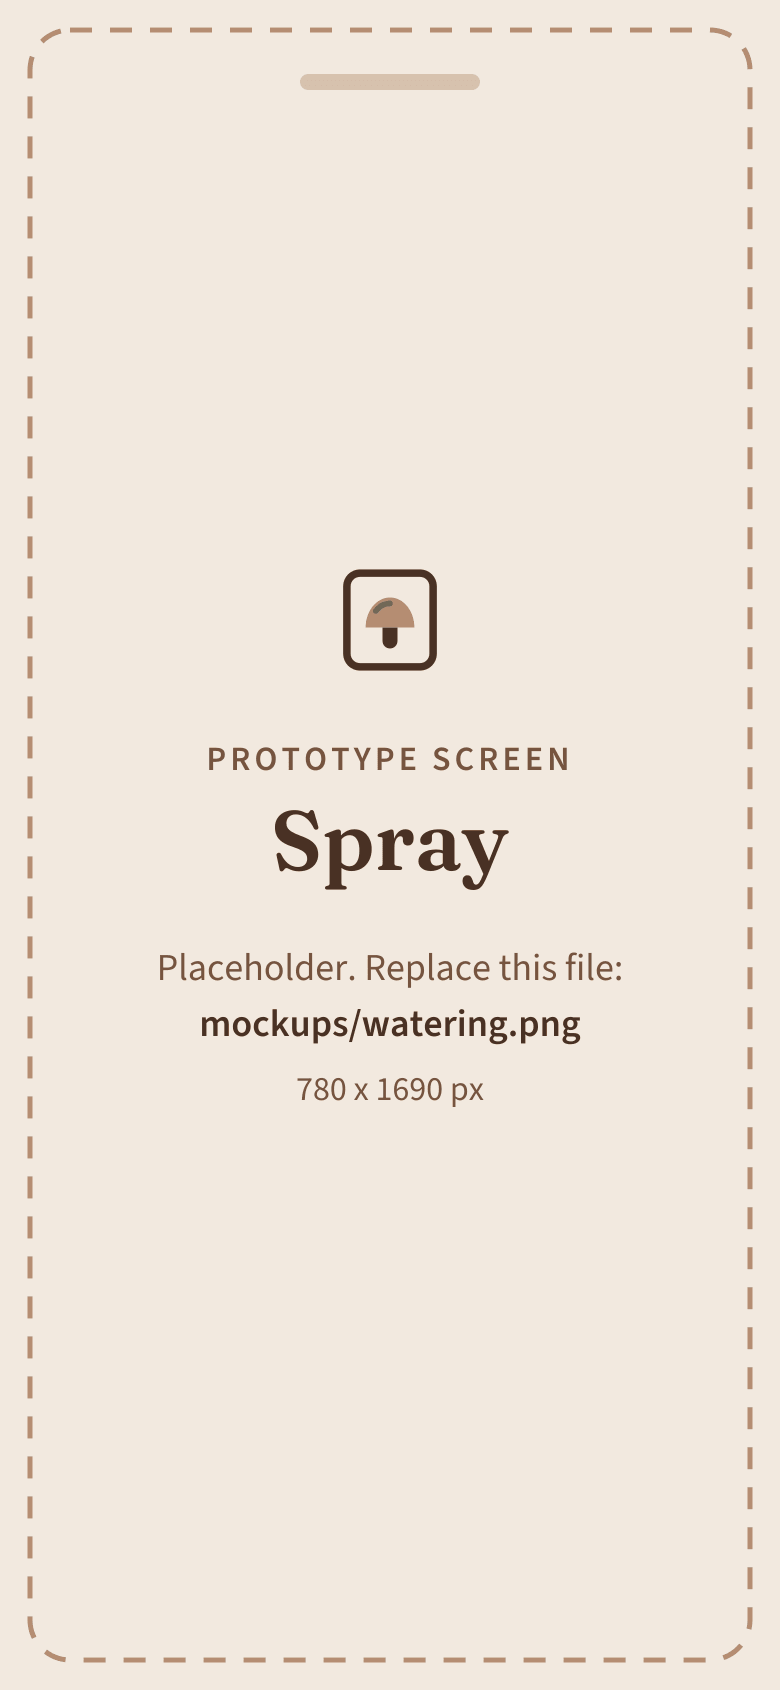 PROTOTYPE SCREEN
Spray
Placeholder. Replace this file:
mockups/watering.png
780 x 1690 px